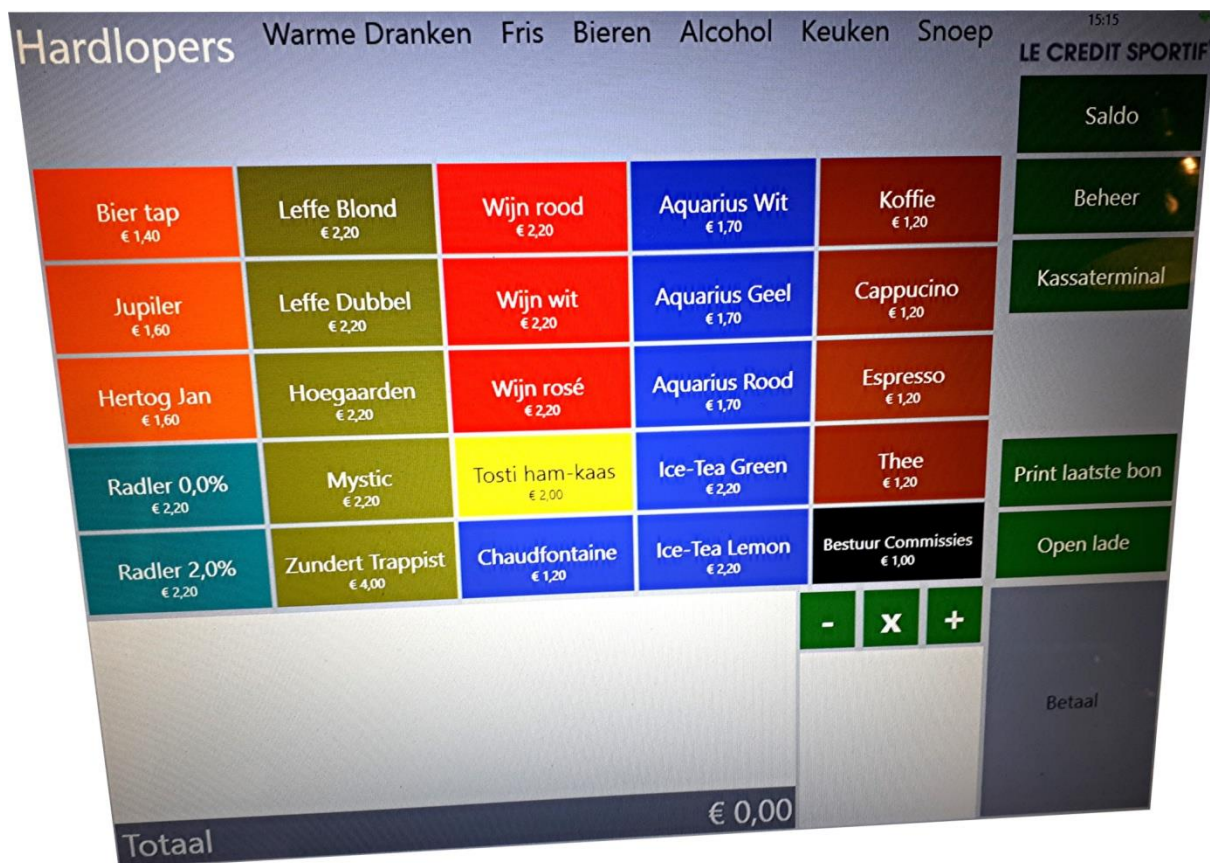 Hardlopers
Warme Dranken Fris Bieren Alcohol Keuken Snoep
15:15
LE CREDIT SPORTIF
Saldo
Beheer
Kassaterminal
Print laatste bon
Open lade
Betaal
Bier tap
€ 1,40
Leffe Blond
€ 2,20
Wijn rood
€ 2,20
Aquarius Wit
€ 1,70
Koffie
€ 1,20
Jupiler
€ 1,60
Leffe Dubbel
€ 2,20
Wijn wit
€ 2,20
Aquarius Geel
€ 1,70
Cappucino
€ 1,20
Hertog Jan
€ 1,60
Hoegaarden
€ 2,20
Wijn rosé
€ 2,20
Aquarius Rood
€ 1,70
Espresso
€ 1,20
Radler 0,0%
€ 2,20
Mystic
€ 2,20
Tosti ham-kaas
€ 2,00
Ice-Tea Green
€ 2,20
Thee
€ 1,20
Radler 2,0%
€ 2,20
Zundert Trappist
€ 4,00
Chaudfontaine
€ 1,20
Ice-Tea Lemon
€ 2,20
Bestuur Commissies
€ 1,00
- x +
Totaal € 0,00